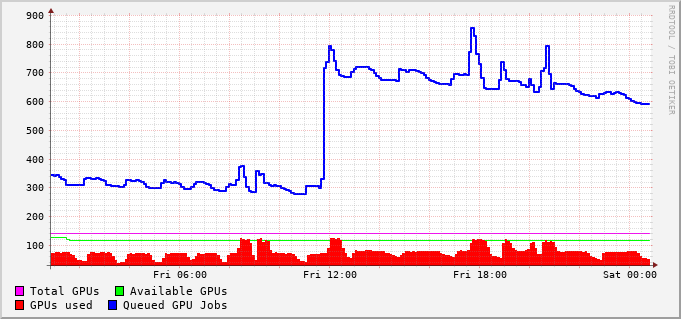 900
800
700
600
500
400
300
200
100
Fri 06:00 Fri 12:00 Fri 18:00 Sat 00:00
Total GPUs Available GPUs
GPUs used Queued GPU Jobs
RRDTOOL / TOBI OETIKER